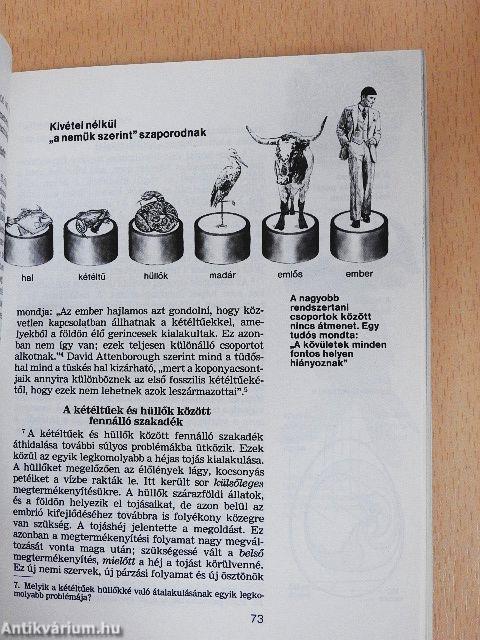 Kivétel nélkül
„a nemük szerint" szaporodnak
hal kétéltű hüllők madár emlős ember
mondja: „Az ember hajlamos azt gondolni, hogy köz-
vetlen kapcsolatban állhatnak a kétéltűekkel, ame-
lyekből a földön élő gerincesek kialakultak. Ez azon-
ban nem így van; ezek teljesen különálló csoportot
alkotnak."⁴ David Attenborough szerint mind a tüdős-
hal mind a tüskés hal kizárható, „mert a koponyacsont-
jaik annyira különböznek az első fosszilis kétéltűeké-
től, hogy ezek nem lehetnek azok leszármazottai".⁵
A nagyobb
rendszertani
csoportok között
nincs átmenet. Egy
tudós mondta:
„A kövületek minden
fontos helyen
hiányoznak"
A kétéltűek és hüllők között
fennálló szakadék
⁷ A kétéltűek és hüllők között fennálló szakadék
áthidalása további súlyos problémákba ütközik. Ezek
közül az egyik legkomolyabb a héjas tojás kialakulása.
A hüllőket megelőzően az élőlények lágy, kocsonyás
petéiket a vízbe rakták le. Itt került sor külsőleges
megtermékenyítésükre. A hüllők szárazföldi állatok,
és a földön helyezik el tojásaikat, de azon belül az
embrió kifejlődéséhez továbbra is folyékony közegre
van szükség. A tojáshéj jelentette a megoldást. Ez
azonban a megtermékenyítési folyamat nagy megvál-
tozását vonta maga után; szükségessé vált a belső
megtermékenyítés, mielőtt a héj a tojást körülvenné.
Ez új nemi szervek, új párzási folyamat és új ösztönök
7. Melyik a kétéltűek hüllőkké való átalakulásának egyik legko-
molyabb problémája?
73
Antikvárium.hu